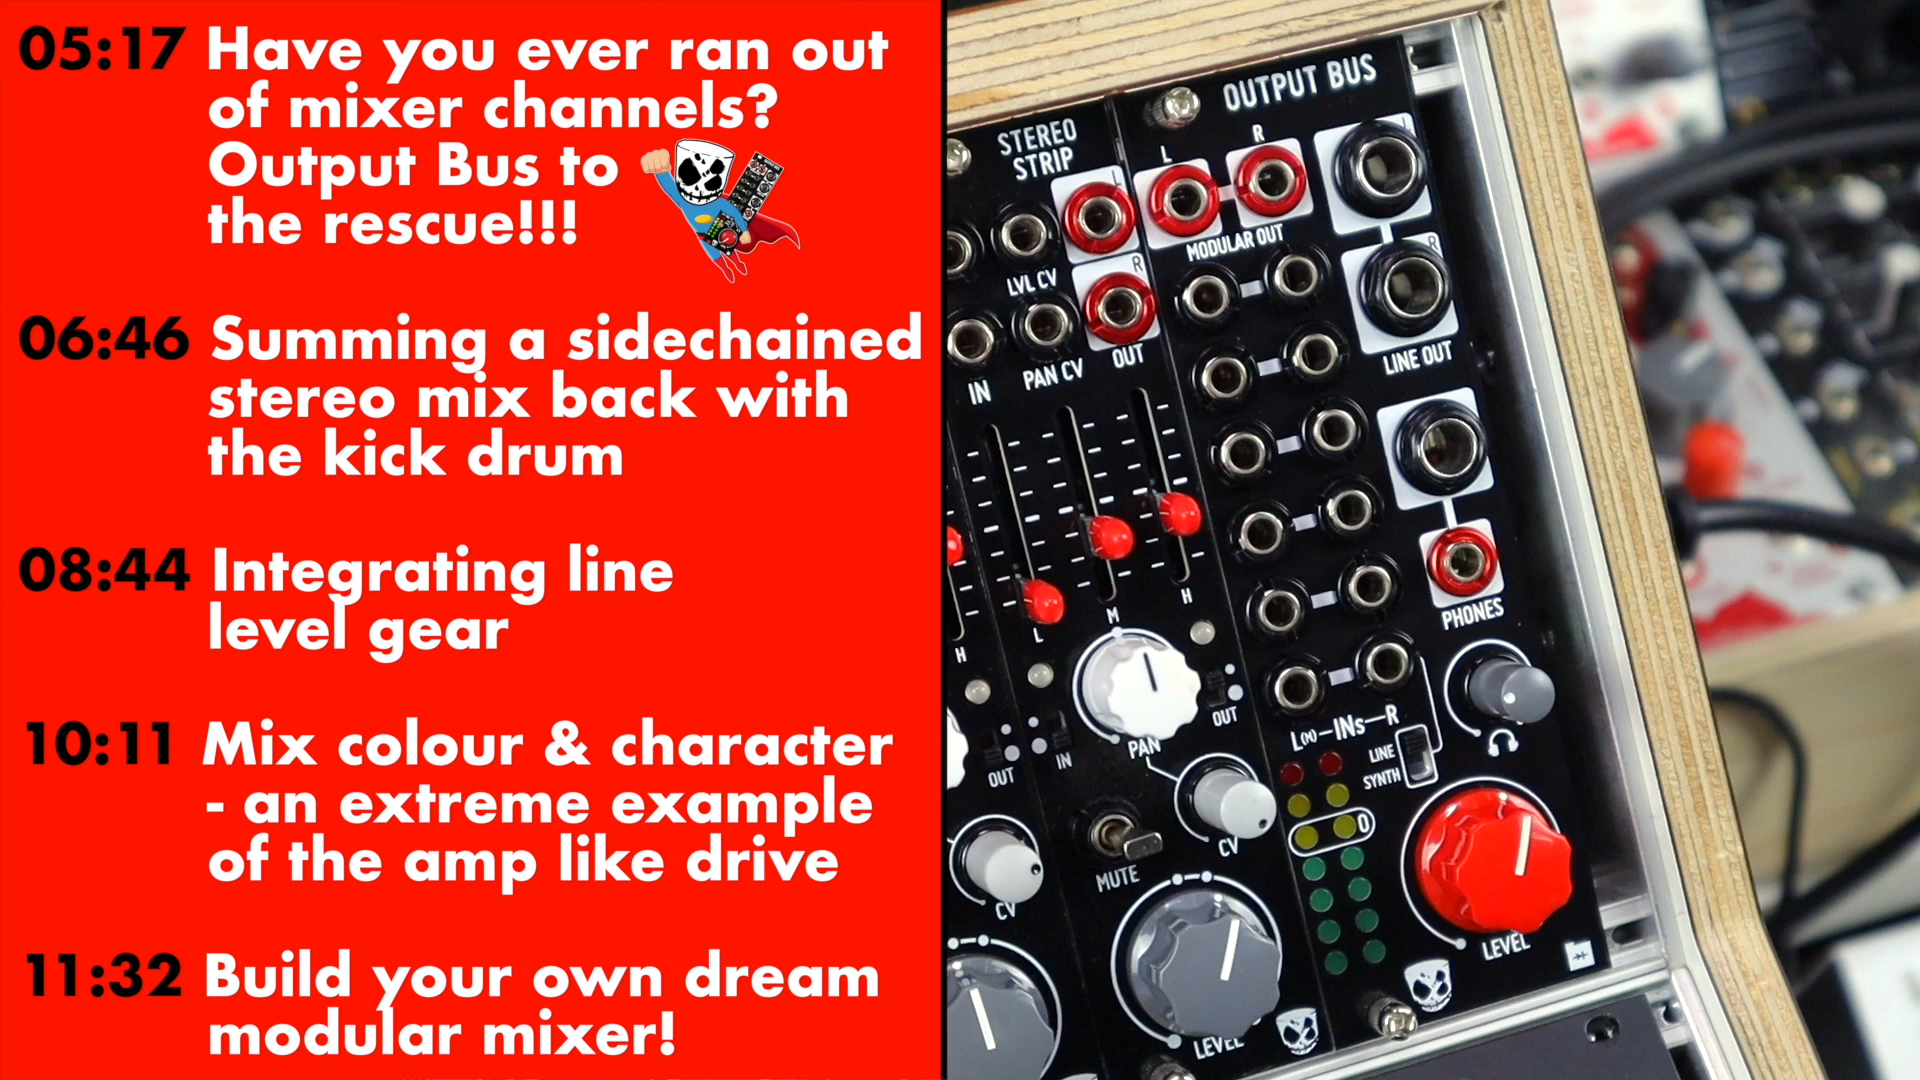 05:17 Have you ever ran out
of mixer channels?
Output Bus to
the rescue!!!
06:46 Summing a sidechained
stereo mix back with
the kick drum
08:44 Integrating line
level gear
10:11 Mix colour & character
- an extreme example
of the amp like drive
11:32 Build your own dream
modular mixer!
OUTPUT BUS
STEREO
STRIP
L
R
L
L
MODULAR OUT
R
R
LVL CV
OUT
IN
PAN CV
LINE OUT
PHONES
H
L
M
H
OUT
IN
PAN
OUT
L(M)-INs-R
LINE
SYNTH
0
CV
CV
MUTE
LEVEL
LEVEL